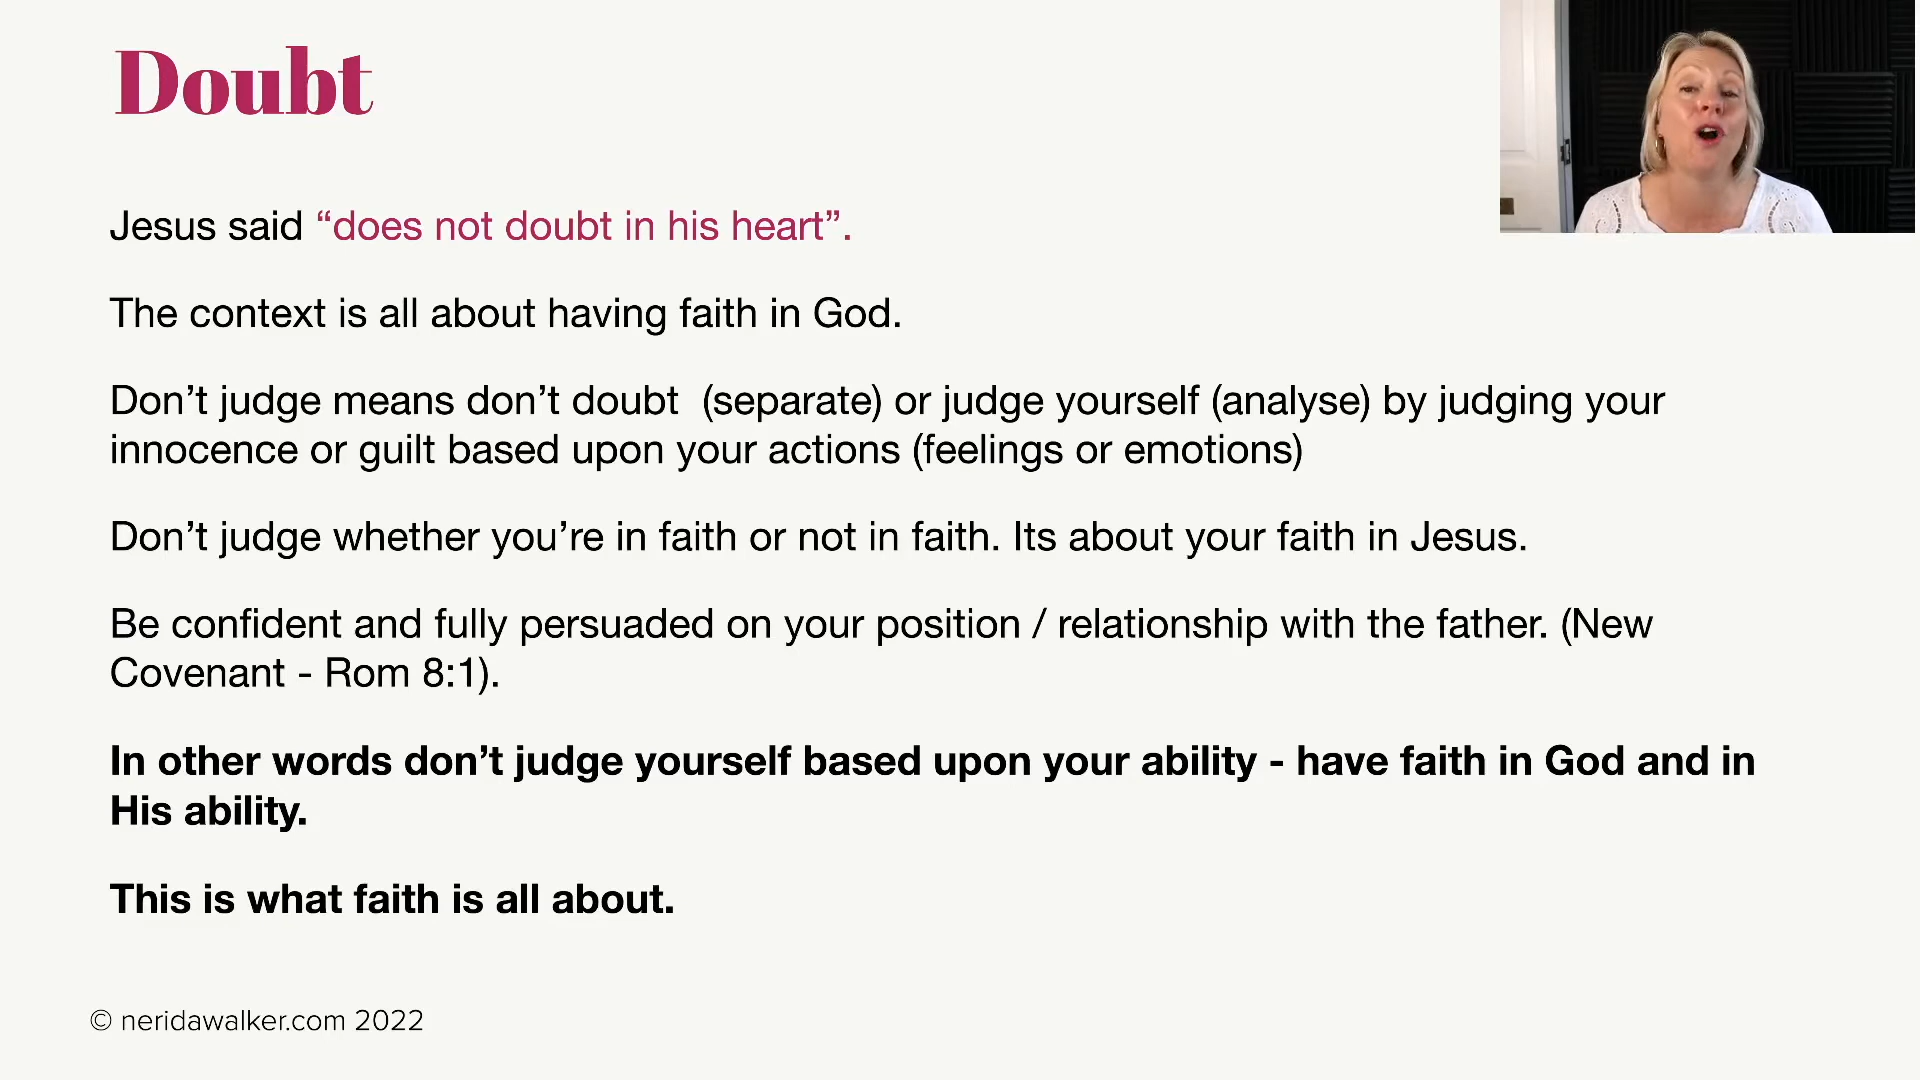 Doubt
Jesus said “does not doubt in his heart”.
The context is all about having faith in God.
Don’t judge means don’t doubt  (separate) or judge yourself (analyse) by judging your
innocence or guilt based upon your actions (feelings or emotions)
Don’t judge whether you’re in faith or not in faith. Its about your faith in Jesus.
Be confident and fully persuaded on your position / relationship with the father. (New
Covenant - Rom 8:1).
In other words don’t judge yourself based upon your ability - have faith in God and in
His ability.
This is what faith is all about.
© neridawalker.com 2022